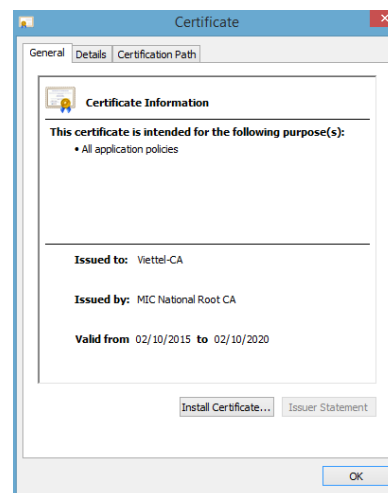 Certificate
General Details Certification Path
Certificate Information
This certificate is intended for the following purpose(s):
• All application policies
Issued to: Viettel-CA
Issued by: MIC National Root CA
Valid from 02/10/2015 to 02/10/2020
Install Certificate... Issuer Statement
OK